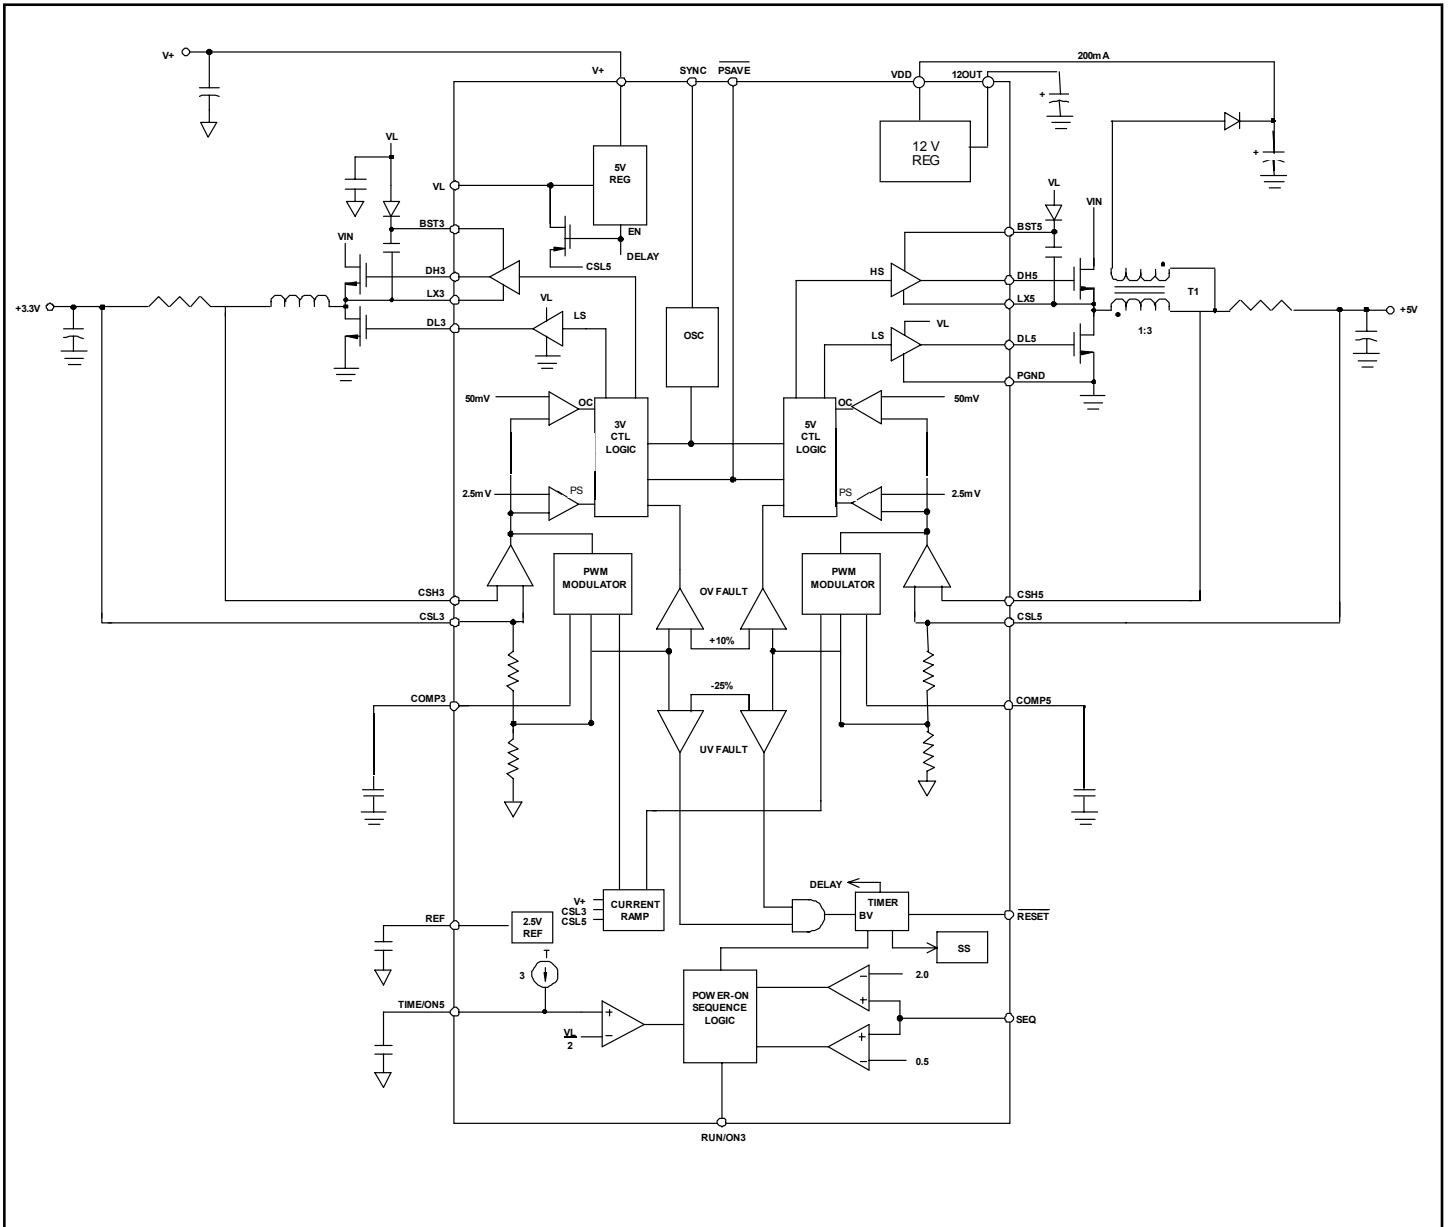 200mA
V+
V+
SYNC
PSAVE
VDD
12OUT
+
12 V
REG
+
VL
5V
REG
VL
VL
VIN
BST3
EN
BST5
VIN
DELAY
CSL5
HS
DH3
DH5
LX3
LX5
T1
+3.3V
VL
LS
VL
+5V
DL3
OSC
LS
DL5
1:3
PGND
50mV
OC
3V
CTL
LOGIC
5V
CTL
LOGIC
OC
50mV
2.5mV
PS
PS
2.5mV
PWM
MODULATOR
PWM
MODULATOR
OV FAULT
CSH3
CSH5
CSL3
CSL5
+10%
-25%
COMP3
COMP5
UV FAULT
DELAY
V+
CSL3
CSL5
CURRENT
RAMP
TIMER
BV
REF
2.5V
REF
RESET
SS
T
3
2.0
POWER-ON
SEQUENCE
LOGIC
−
+
TIME/ON5
+
−
VL
2
SEQ
+
−
0.5
RUN/ON3